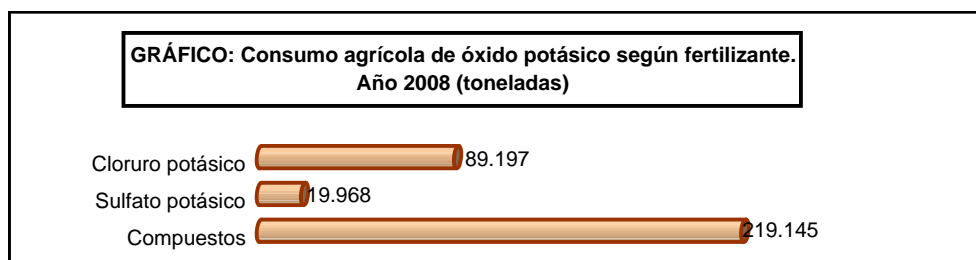 GRÁFICO: Consumo agrícola de óxido potásico según fertilizante.
Año 2008 (toneladas)
Cloruro potásico 89.197
Sulfato potásico 19.968
Compuestos 219.145